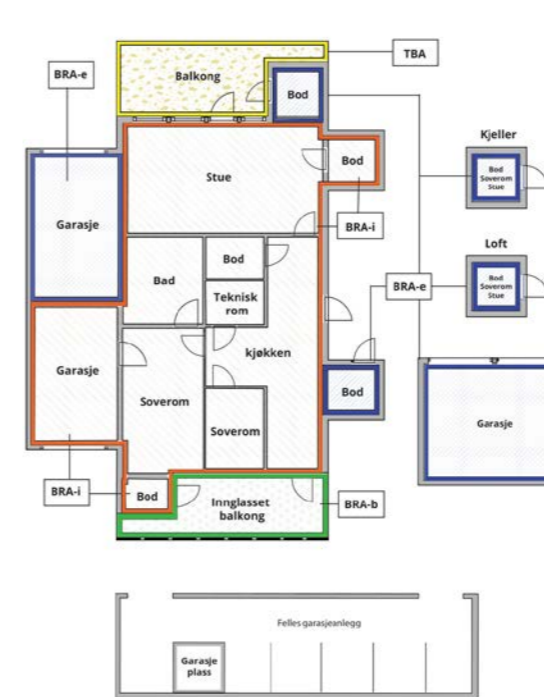 TBA
Balkong
BRA-e
Bod
Kjeller
Bod
Soverom
Stue
Bod
Stue
Garasje
BRA-i
Loft
Bod
Soverom
Stue
Bad
Bod
BRA-e
Teknisk
rom
kjøkken
Garasje
Bod
Soverom
Soverom
Garasje
BRA-i
Bod
Innglasset
balkong
BRA-b
Felles garasjeanlegg
Garasje
plass